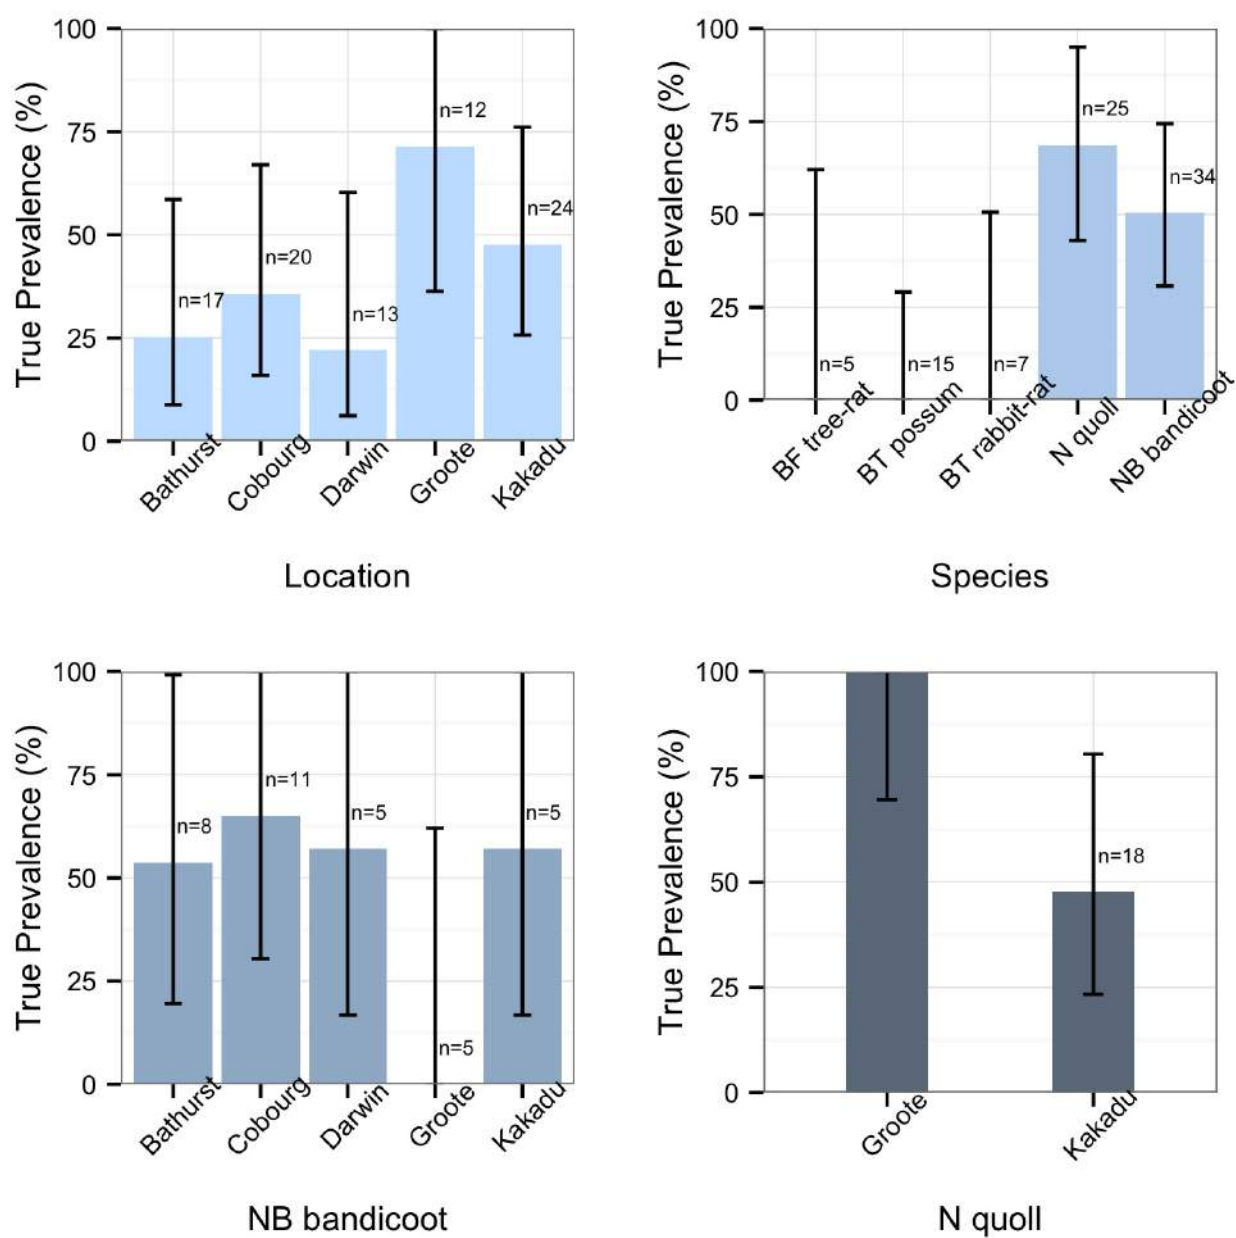 True Prevalence (%)
100
75
50
25
0
n=17
n=20
n=13
n=12
n=24
Bathurst
Cobourg
Darwin
Groote
Kakadu
Location
True Prevalence (%)
100
75
50
25
0
n=5
n=15
n=7
n=25
n=34
BF tree-rat
BT possum
BT rabbit-rat
N quoll
NB bandicoot
Species
True Prevalence (%)
100
75
50
25
0
n=8
n=11
n=5
n=5
n=5
Bathurst
Cobourg
Darwin
Groote
Kakadu
NB bandicoot
True Prevalence (%)
100
75
50
25
0
n=18
Groote
Kakadu
N quoll